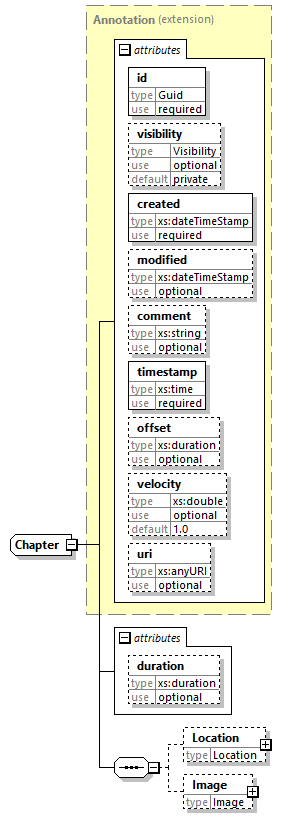 Annotation (extension)
attributes
id
type Guid
use required
visibility
type Visibility
use optional
default private
created
type xs:dateTimeStamp
use required
modified
type xs:dateTimeStamp
use optional
comment
type xs:string
use optional
timestamp
type xs:time
use required
offset
type xs:duration
use optional
velocity
type xs:double
use optional
default 1.0
uri
type xs:anyURI
use optional
Chapter
attributes
duration
type xs:duration
use optional
Location
type Location
Image
type Image